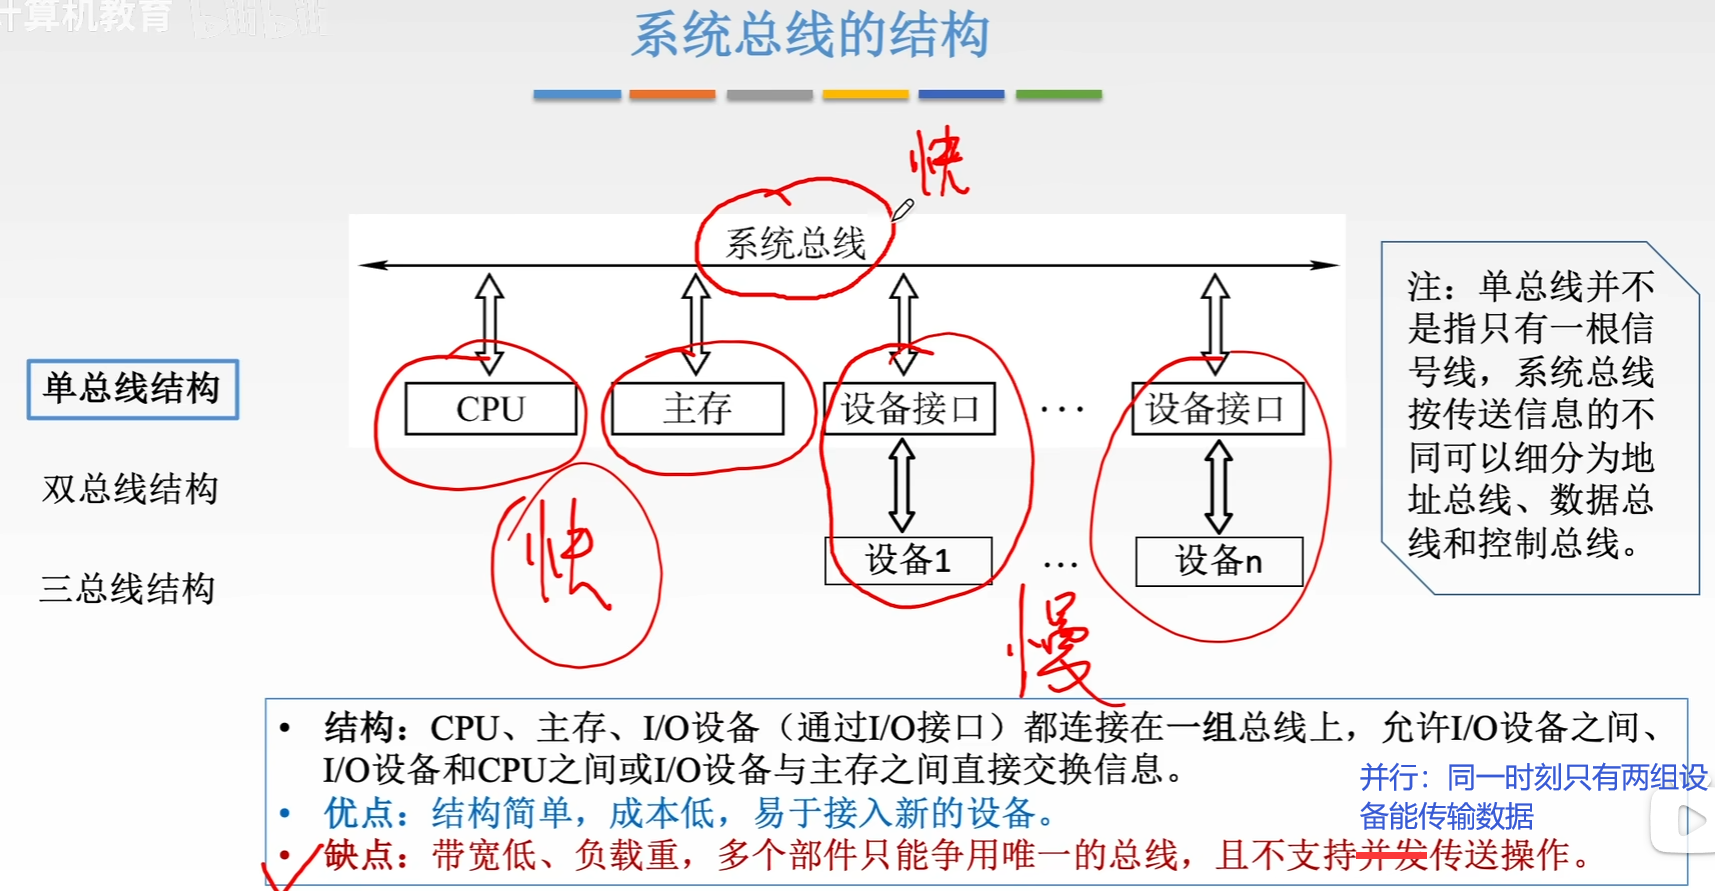 计算机教育 bilibili
系统总线的结构
快
系统总线
CPU
主存
设备接口
···
设备接口
设备1
···
设备n
快
慢
单总线结构
双总线结构
三总线结构
注：单总线并不
是指只有一根信
号线，系统总线
按传送信息的不
同可以细分为地
址总线、数据总
线和控制总线。
• 结构：CPU、主存、I/O设备（通过I/O接口）都连接在一组总线上，允许I/O设备之间、
I/O设备和CPU之间或I/O设备与主存之间直接交换信息。
并行：同一时刻只有两组设
备能传输数据
• 优点：结构简单，成本低，易于接入新的设备。
• 缺点：带宽低、负载重，多个部件只能争用唯一的总线，且不支持并发传送操作。